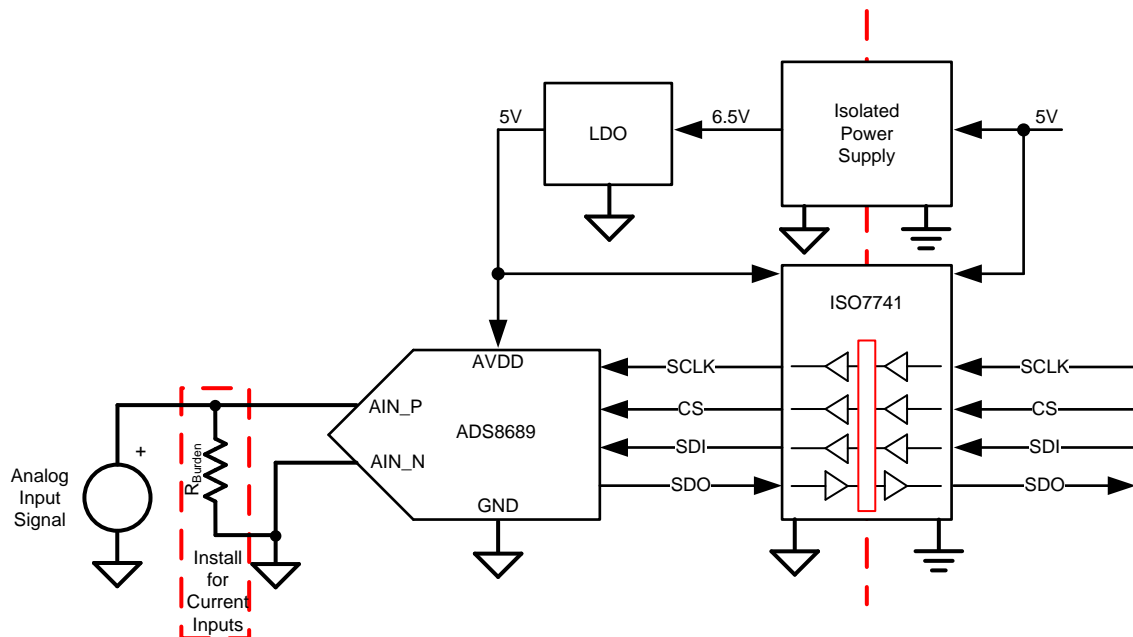 5V
LDO
6.5V
Isolated
Power
Supply
5V
ISO7741
AVDD
AIN_P
ADS8689
AIN_N
GND
SCLK
CS
SDI
SDO
SCLK
CS
SDI
SDO
+
Analog
Input
Signal
RBurden
Install
for
Current
Inputs